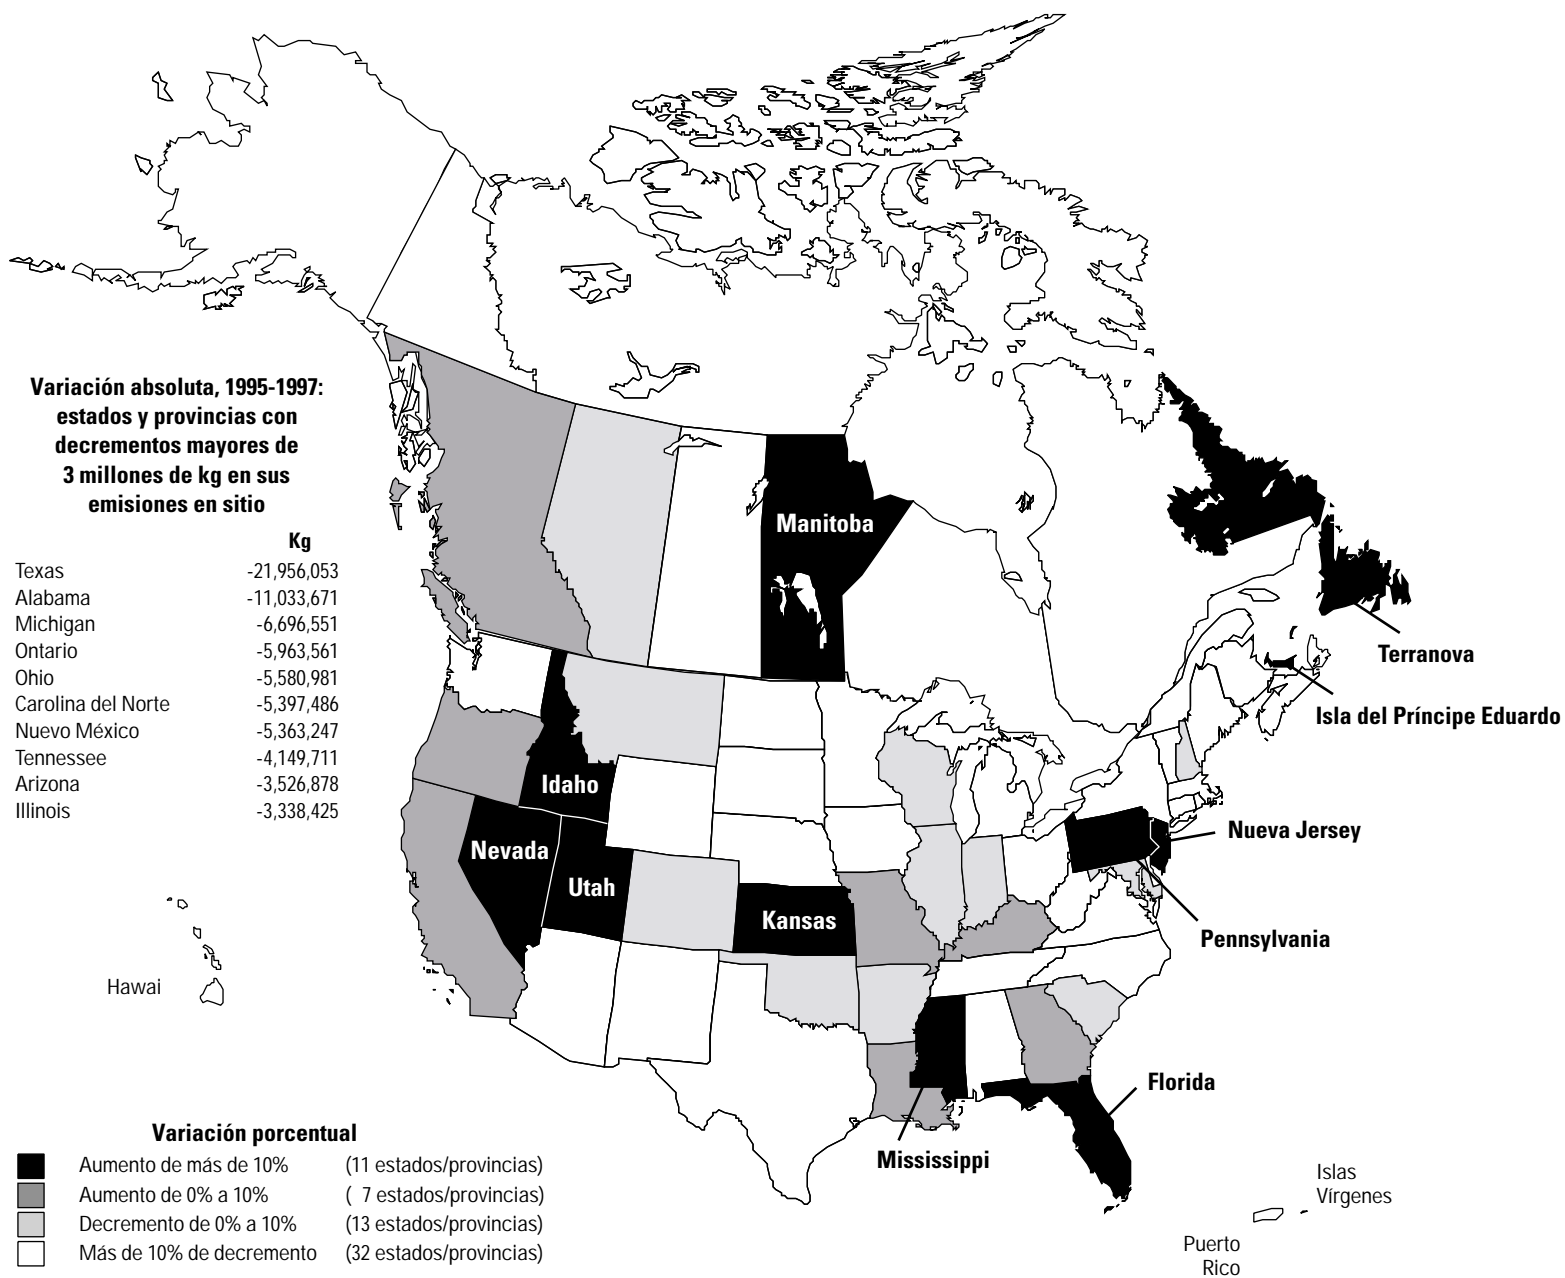 Variación absoluta, 1995-1997:
estados y provincias con
decrementos mayores de
3 millones de kg en sus
emisiones en sitio
Kg
Texas -21,956,053
Alabama -11,033,671
Michigan -6,696,551
Ontario -5,963,561
Ohio -5,580,981
Carolina del Norte -5,397,486
Nuevo México -5,363,247
Tennessee -4,149,711
Arizona -3,526,878
Illinois -3,338,425
Manitoba
Terranova
Isla del Príncipe Eduardo
Idaho
Nevada
Utah
Kansas
Nueva Jersey
Pennsylvania
Hawai
Florida
Mississippi
Islas
Vírgenes
Puerto
Rico
Variación porcentual
Aumento de más de 10% (11 estados/provincias)
Aumento de 0% a 10% ( 7 estados/provincias)
Decremento de 0% a 10% (13 estados/provincias)
Más de 10% de decremento (32 estados/provincias)